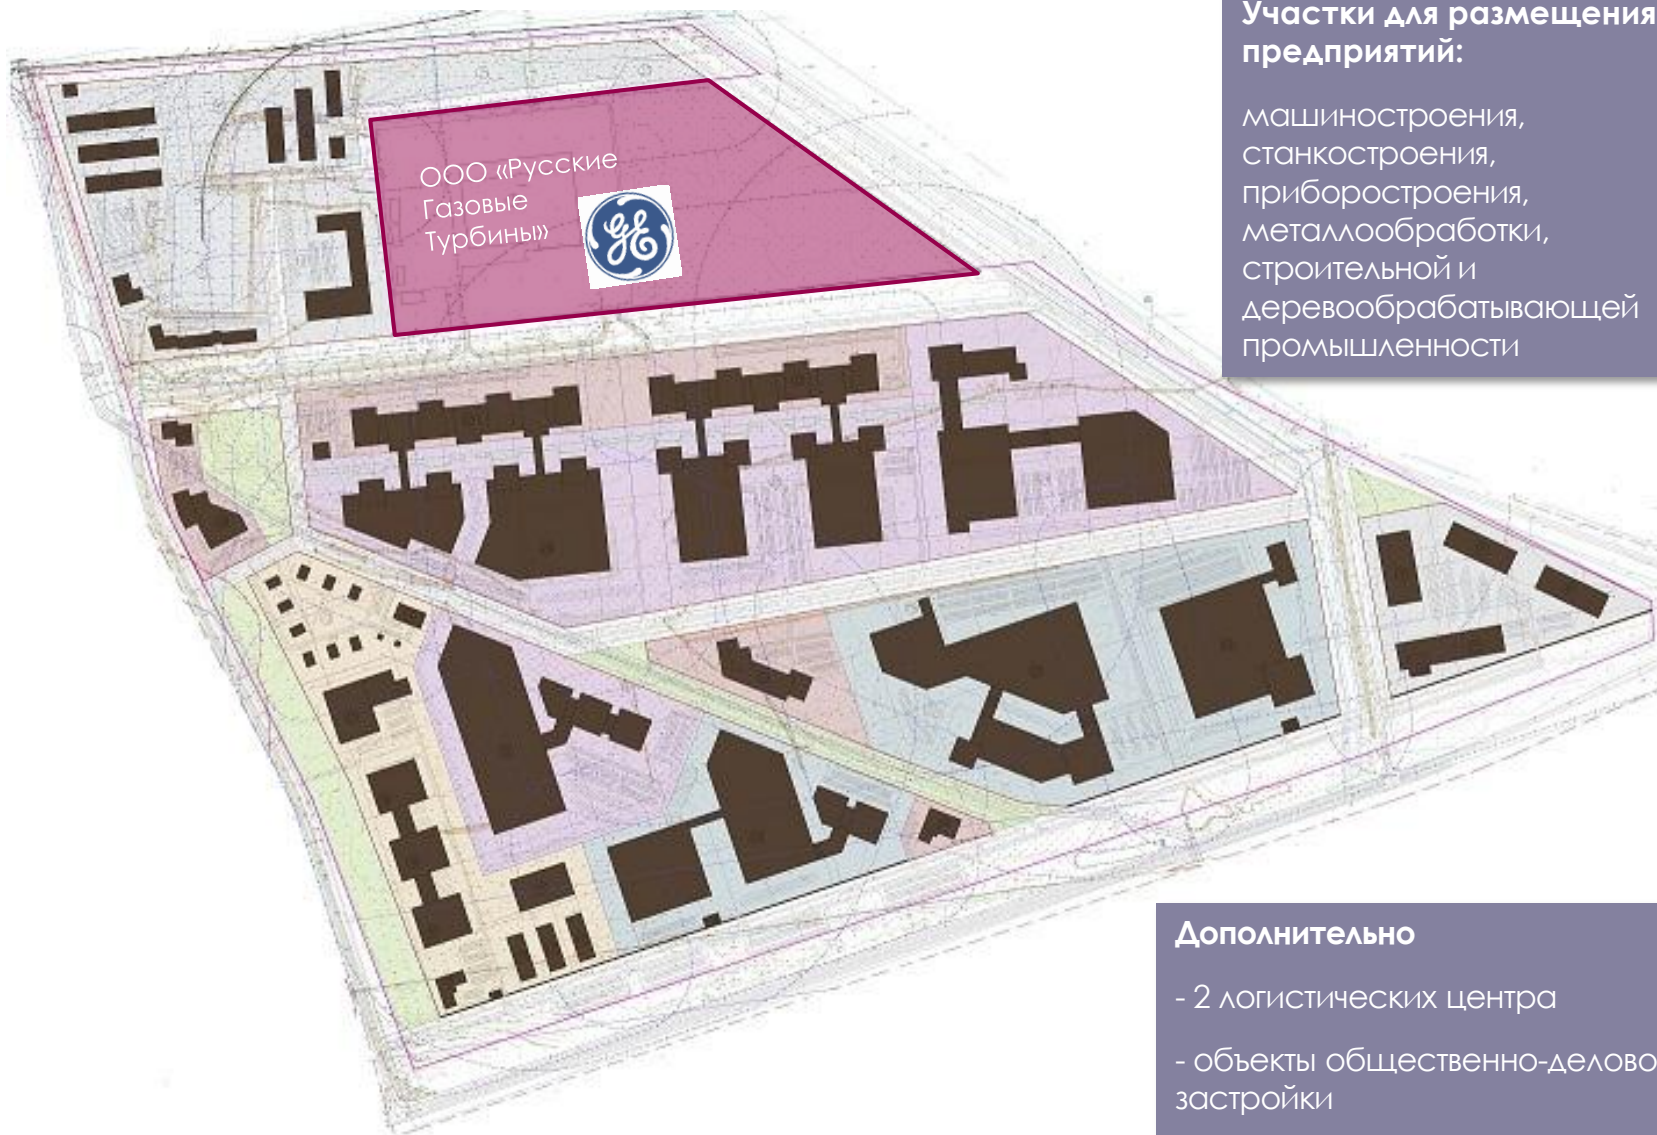 Участки для размещения
предприятий:
машиностроения,
станкостроения,
приборостроения,
металлообработки,
строительной и
деревообрабатывающей
промышленности
ООО «Русские
Газовые
Турбины»
GE
Дополнительно
- 2 логистических центра
- объекты общественно-делово
застройки